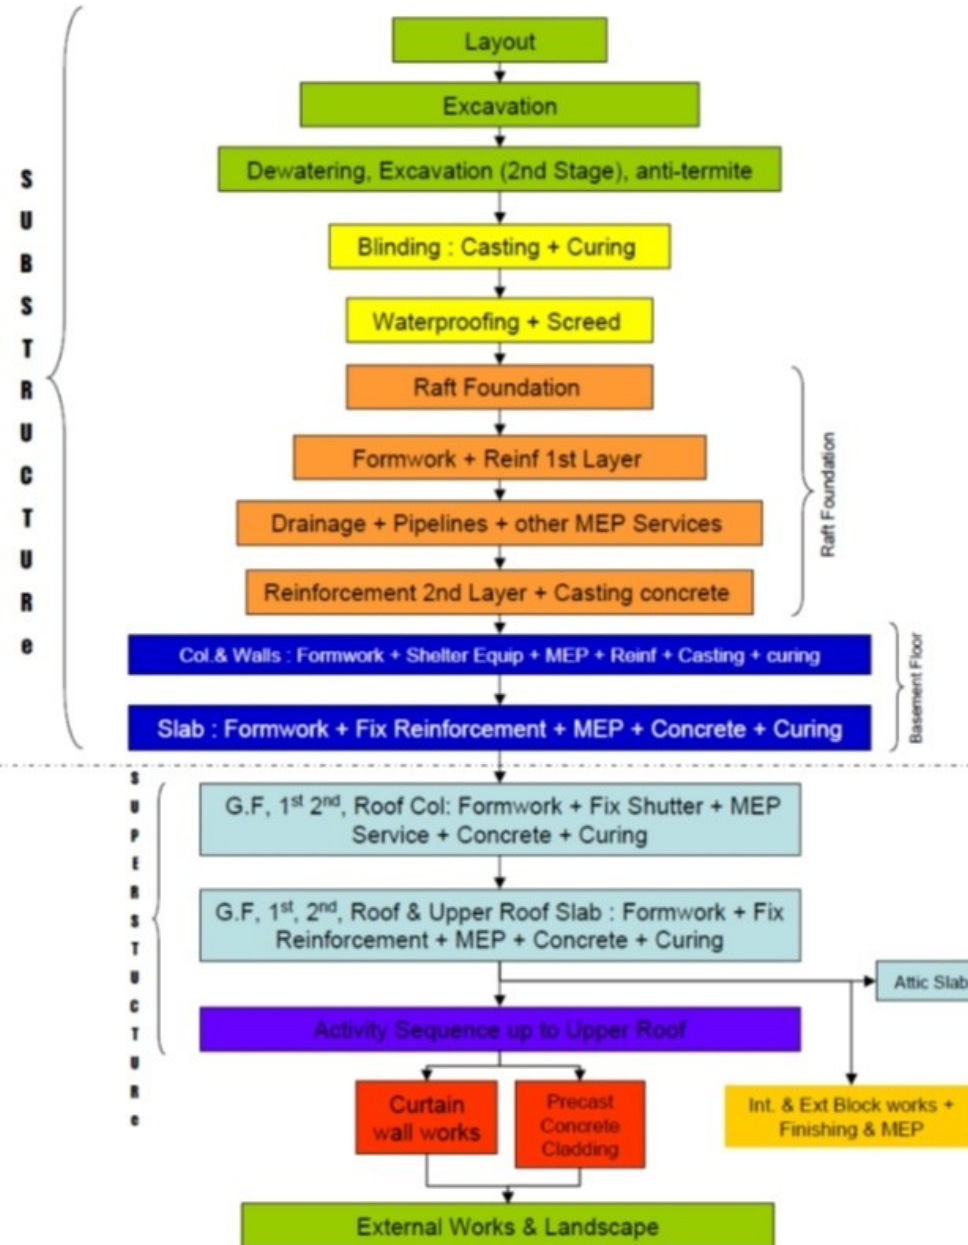 Layout
Excavation
Dewatering, Excavation (2nd Stage), anti-termite
Blinding : Casting + Curing
Waterproofing + Screed
Raft Foundation
Formwork + Reinf 1st Layer
Drainage + Pipelines + other MEP Services
Reinforcement 2nd Layer + Casting concrete
Raft Foundation
Col.& Walls : Formwork + Shelter Equip + MEP + Reinf + Casting + curing
Slab : Formwork + Fix Reinforcement + MEP + Concrete + Curing
Basement Floor
SUBSTRUCTURe
G.F, 1st 2nd, Roof Col: Formwork + Fix Shutter + MEP
Service + Concrete + Curing
G.F, 1st, 2nd, Roof & Upper Roof Slab : Formwork + Fix
Reinforcement + MEP + Concrete + Curing
Attic Slab
Activity Sequence up to Upper Roof
SUPERSTUCTURe
Curtain
wall works
Precast
Concrete
Cladding
Int. & Ext Block works +
Finishing & MEP
External Works & Landscape